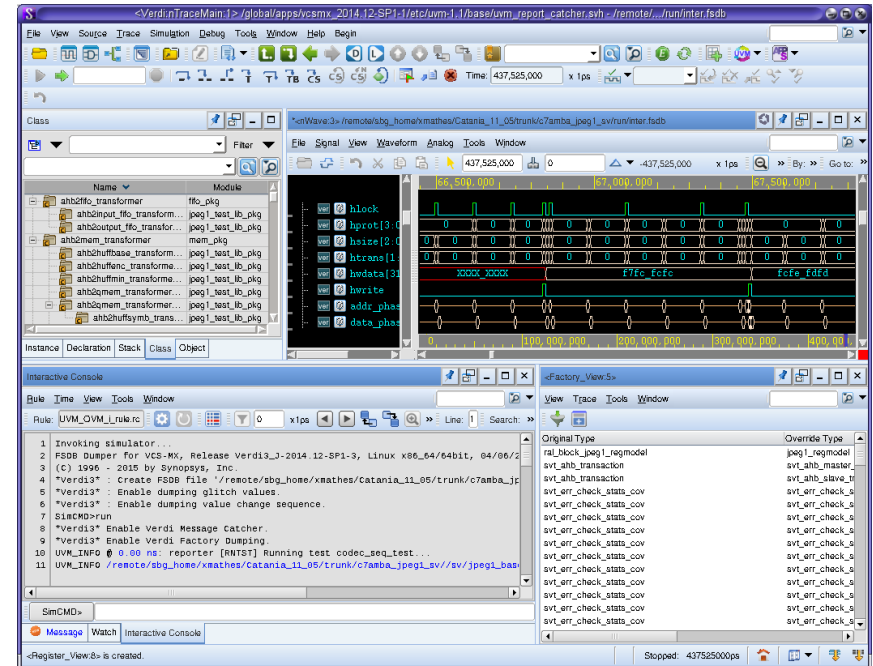 <Verdi:nTraceMain:1> /global/apps/vcsmx_2014.12-SP1-1/etc/uvm-1.1/base/uvm_report_catcher.svh - /remote/.../run/inter.fsdb
File View Source Trace Simulation Debug Tools Window Help Begin
Time: 437,525,000 x 1ps
Class
Filter
Name Module
ahb2fifo_transformer fifo_pkg
ahb2input_fifo_transform... jpeg1_test_lib_pkg
ahb2output_fifo_transfor... jpeg1_test_lib_pkg
ahb2mem_transformer mem_pkg
ahb2huffbase_transform... jpeg1_test_lib_pkg
ahb2huffenc_transforme... jpeg1_test_lib_pkg
ahb2huffmin_transforme... jpeg1_test_lib_pkg
ahb2qmem_transformer... jpeg1_test_lib_pkg
ahb2qmem_transformer... jpeg1_test_lib_pkg
ahb2huffsymb_trans... jpeg1_test_lib_pkg
Instance Declaration Stack Class Object
*<nWave:3> /remote/sbg_home/xmathes/Catania_11_05/trunk/c7amba_jpeg1_sv/run/inter.fsdb
File Signal View Waveform Analog Tools Window
437,525,000 0 -437,525,000 x 1ps By: Go to:
66,500,000 67,000,000 67,500,000
hlock
hprot[3:0
hsize[2:0
htrans[1:
hwdata[31 XXXX_XXXX f7fc_fcfc fcfe_fdfd
hwrite
addr_phas
data_phas
0 100,000,000 200,000,000 300,000,000 400,00
Interactive Console
Rule Time View Tools Window
Rule: UVM_OVM_i_rule.rc 0 x1ps Line: 1 Search:
1 Invoking simulator...
2 FSDB Dumper for VCS-MX, Release Verdi3_J-2014.12-SP1-3, Linux x86_64/64bit, 04/06/2
3 (C) 1996 - 2015 by Synopsys, Inc.
4 *Verdi3* : Create FSDB file '/remote/sbg_home/xmathes/Catania_11_05/trunk/c7amba_jp
5 *Verdi3* : Enable dumping glitch values.
6 *Verdi3* : Enable dumping value change sequence.
7 SimCMD>run
8 *Verdi3* Enable Verdi Message Catcher.
9 *Verdi3* Enable Verdi Factory Dumping.
10 UVM_INFO @ 0.00 ns: reporter [RNTST] Running test codec_seq_test...
11 UVM_INFO /remote/sbg_home/xmathes/Catania_11_05/trunk/c7amba_jpeg1_sv//sv/jpeg1_bas
SimCMD>
Message Watch Interactive Console
<Factory_View:5>
View Trace Tools Window
Original Type Override Type
ral_block_jpeg1_regmodel jpeg1_regmodel
svt_ahb_transaction svt_ahb_master_
svt_ahb_transaction svt_ahb_slave_tr
svt_err_check_stats_cov svt_err_check_s
svt_err_check_stats_cov svt_err_check_s
svt_err_check_stats_cov svt_err_check_s
svt_err_check_stats_cov svt_err_check_s
svt_err_check_stats_cov svt_err_check_s
svt_err_check_stats_cov svt_err_check_s
svt_err_check_stats_cov svt_err_check_s
svt_err_check_stats_cov svt_err_check_s
svt_err_check_stats_cov svt_err_check_s
svt_err_check_stats_cov svt_err_check_s
svt_err_check_stats_cov svt_err_check_s
<Register_View:8> is created. Stopped: 437525000ps